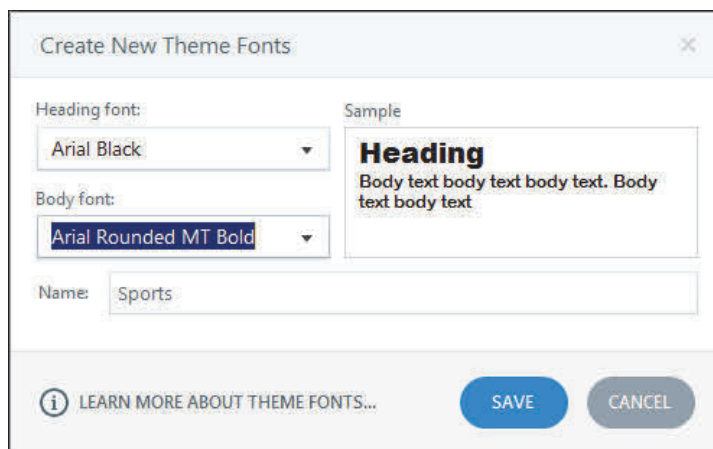 Create New Theme Fonts
Heading font:
Arial Black
Body font:
Arial Rounded MT Bold
Sample
Heading
Body text body text body text. Body
text body text
Name: Sports
LEARN MORE ABOUT THEME FONTS...
SAVE
CANCEL